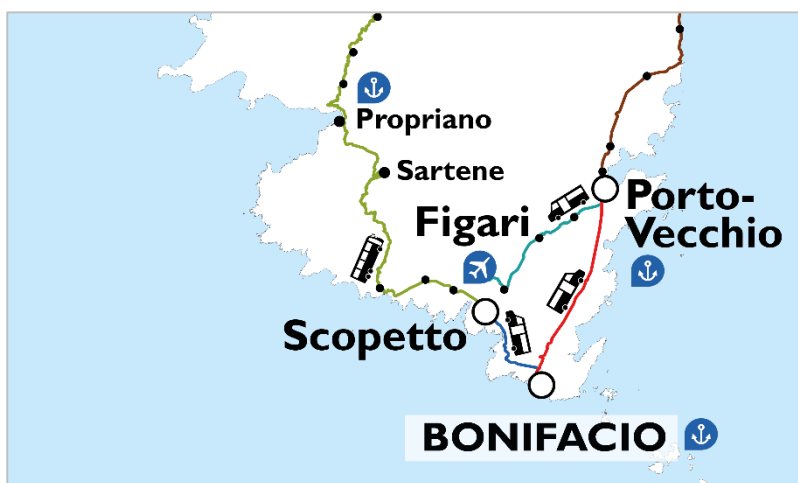 Propriano
Sartene
Figari
Porto-
Vecchio
Scopetto
BONIFACIO